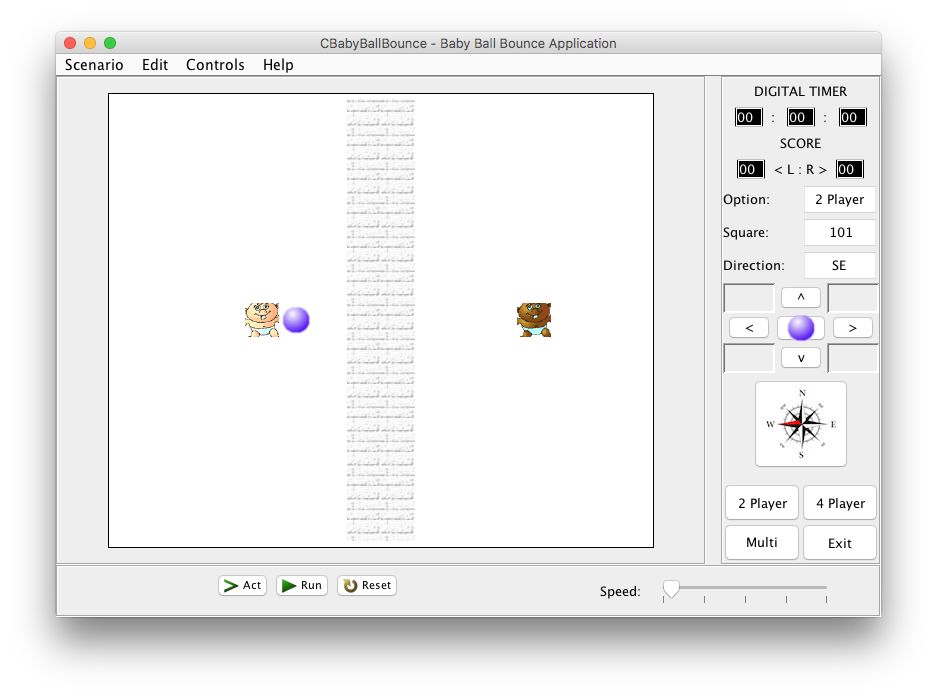 CBabyBallBounce - Baby Ball Bounce Application
Scenario Edit Controls Help
DIGITAL TIMER
00 : 00 : 00
SCORE
00 < L : R > 00
Option: 2 Player
Square: 101
Direction: SE
^
< >
v
N
W E
S
2 Player 4 Player
Multi Exit
Act Run Reset Speed: